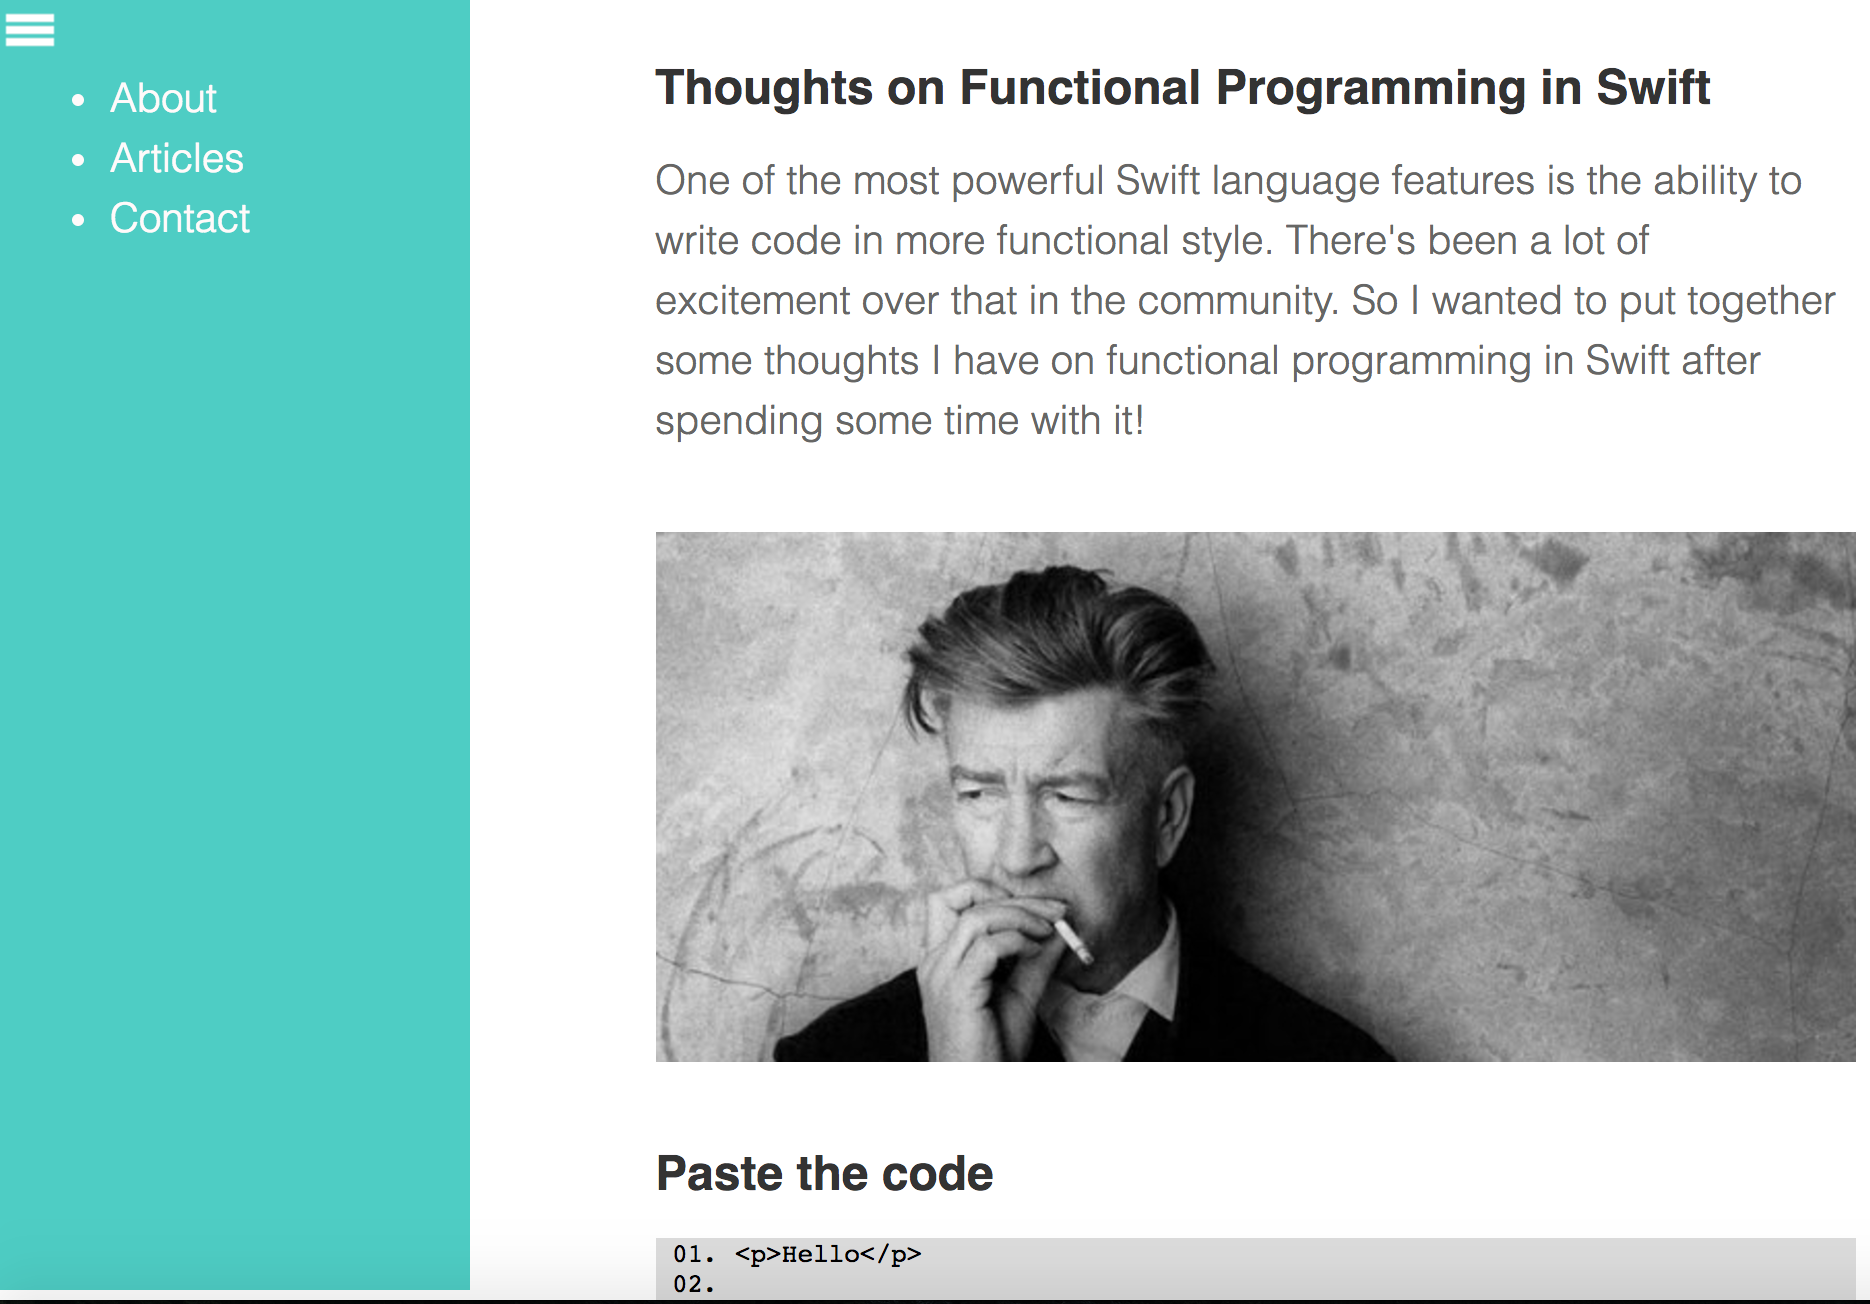 About
Articles
Contact
Thoughts on Functional Programming in Swift
One of the most powerful Swift language features is the ability to
write code in more functional style. There's been a lot of
excitement over that in the community. So I wanted to put together
some thoughts I have on functional programming in Swift after
spending some time with it!
Paste the code
01. <p>Hello</p>
02.